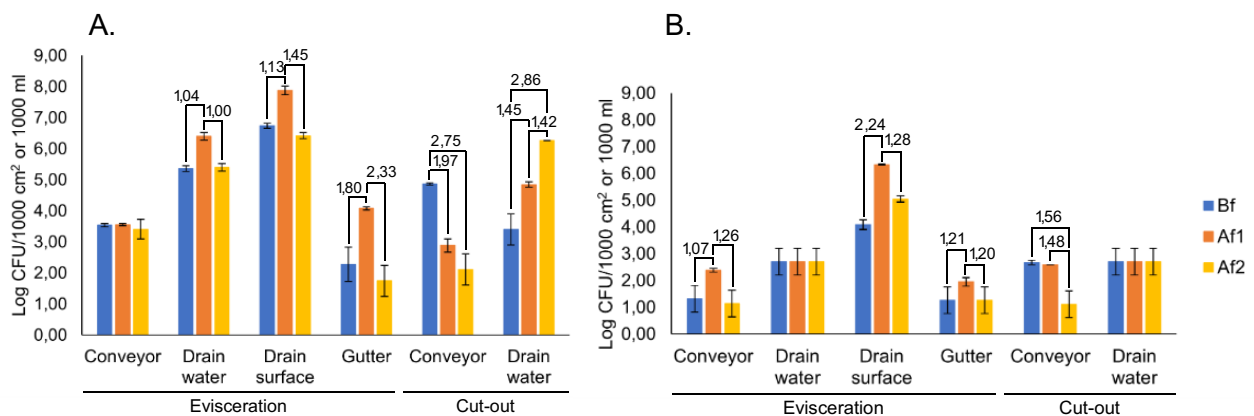 A.
Log CFU/1000 cm² or 1000 ml
9,00
8,00
7,00
6,00
5,00
4,00
3,00
2,00
1,00
0,00
1,04
1,00
1,13
1,45
1,80
2,33
2,75
1,97
2,86
1,45
1,42
Conveyor
Drain
water
Drain
surface
Gutter
Conveyor
Drain
water
Evisceration
Cut-out
B.
Log CFU/1000 cm² or 1000 ml
9,00
8,00
7,00
6,00
5,00
4,00
3,00
2,00
1,00
0,00
1,07
1,26
2,24
1,28
1,21
1,20
1,56
1,48
Conveyor
Drain
water
Drain
surface
Gutter
Conveyor
Drain
water
Evisceration
Cut-out
Bf
Af1
Af2